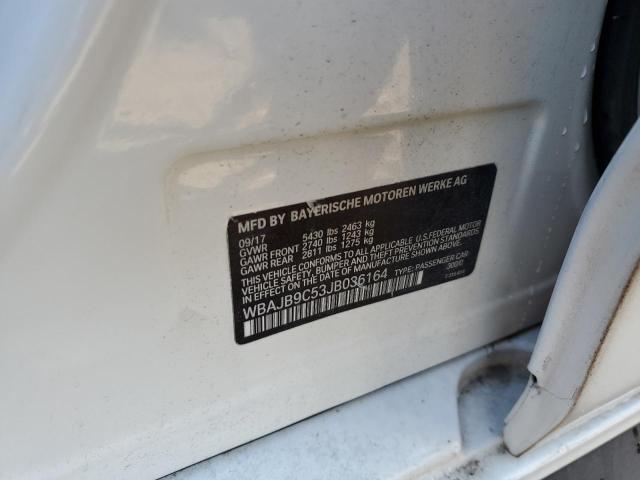 MFD BY BAYERISCHE MOTOREN WERKE AG
09/17
GVWR 5430 lbs 2463 kg
GAWR FRONT 2740 lbs 1243 kg
GAWR REAR 2811 lbs 1275 kg
THIS VEHICLE CONFORMS TO ALL APPLICABLE U.S.FEDERAL MOTOR
VEHICLE SAFETY, BUMPER, AND THEFT PREVENTION STANDARDS
IN EFFECT ON THE DATE OF MANUFACTURE SHOWN ABOVE.
WBAJB9C53JB036164 TYPE: PASSENGER CAR
300/0